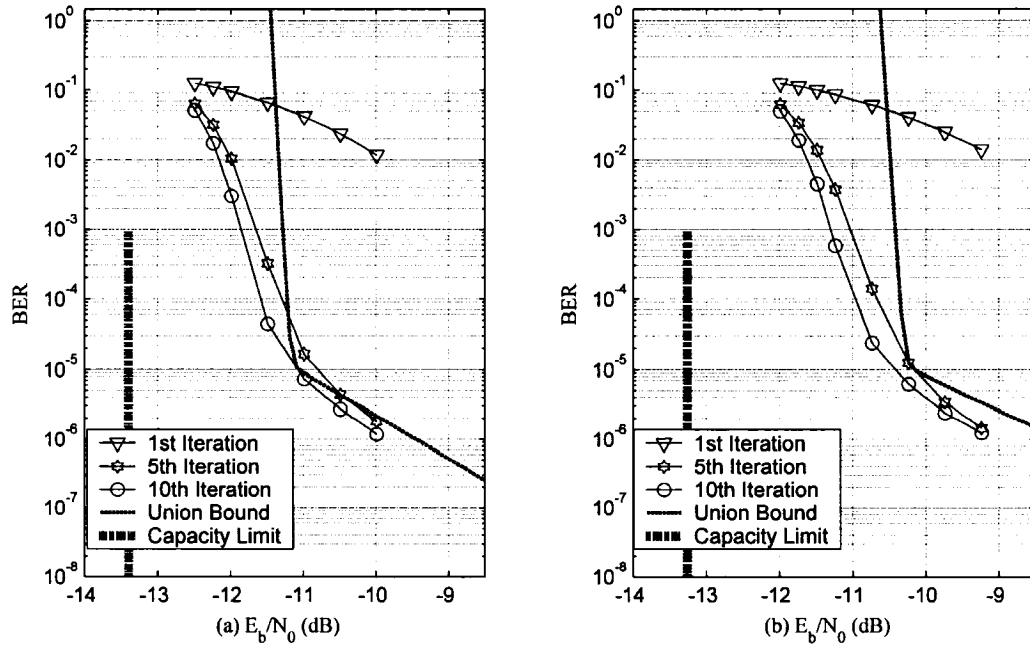 10^0
10^-1
10^-2
10^-3
10^-4
10^-5
10^-6
10^-7
10^-8
BER
1st Iteration
5th Iteration
10th Iteration
Union Bound
Capacity Limit
-14 -13 -12 -11 -10 -9
(a) E_b/N_0 (dB)
10^0
10^-1
10^-2
10^-3
10^-4
10^-5
10^-6
10^-7
10^-8
BER
1st Iteration
5th Iteration
10th Iteration
Union Bound
Capacity Limit
-14 -13 -12 -11 -10 -9
(b) E_b/N_0 (dB)